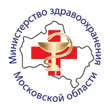 Министерство здравоохранения
Московской области